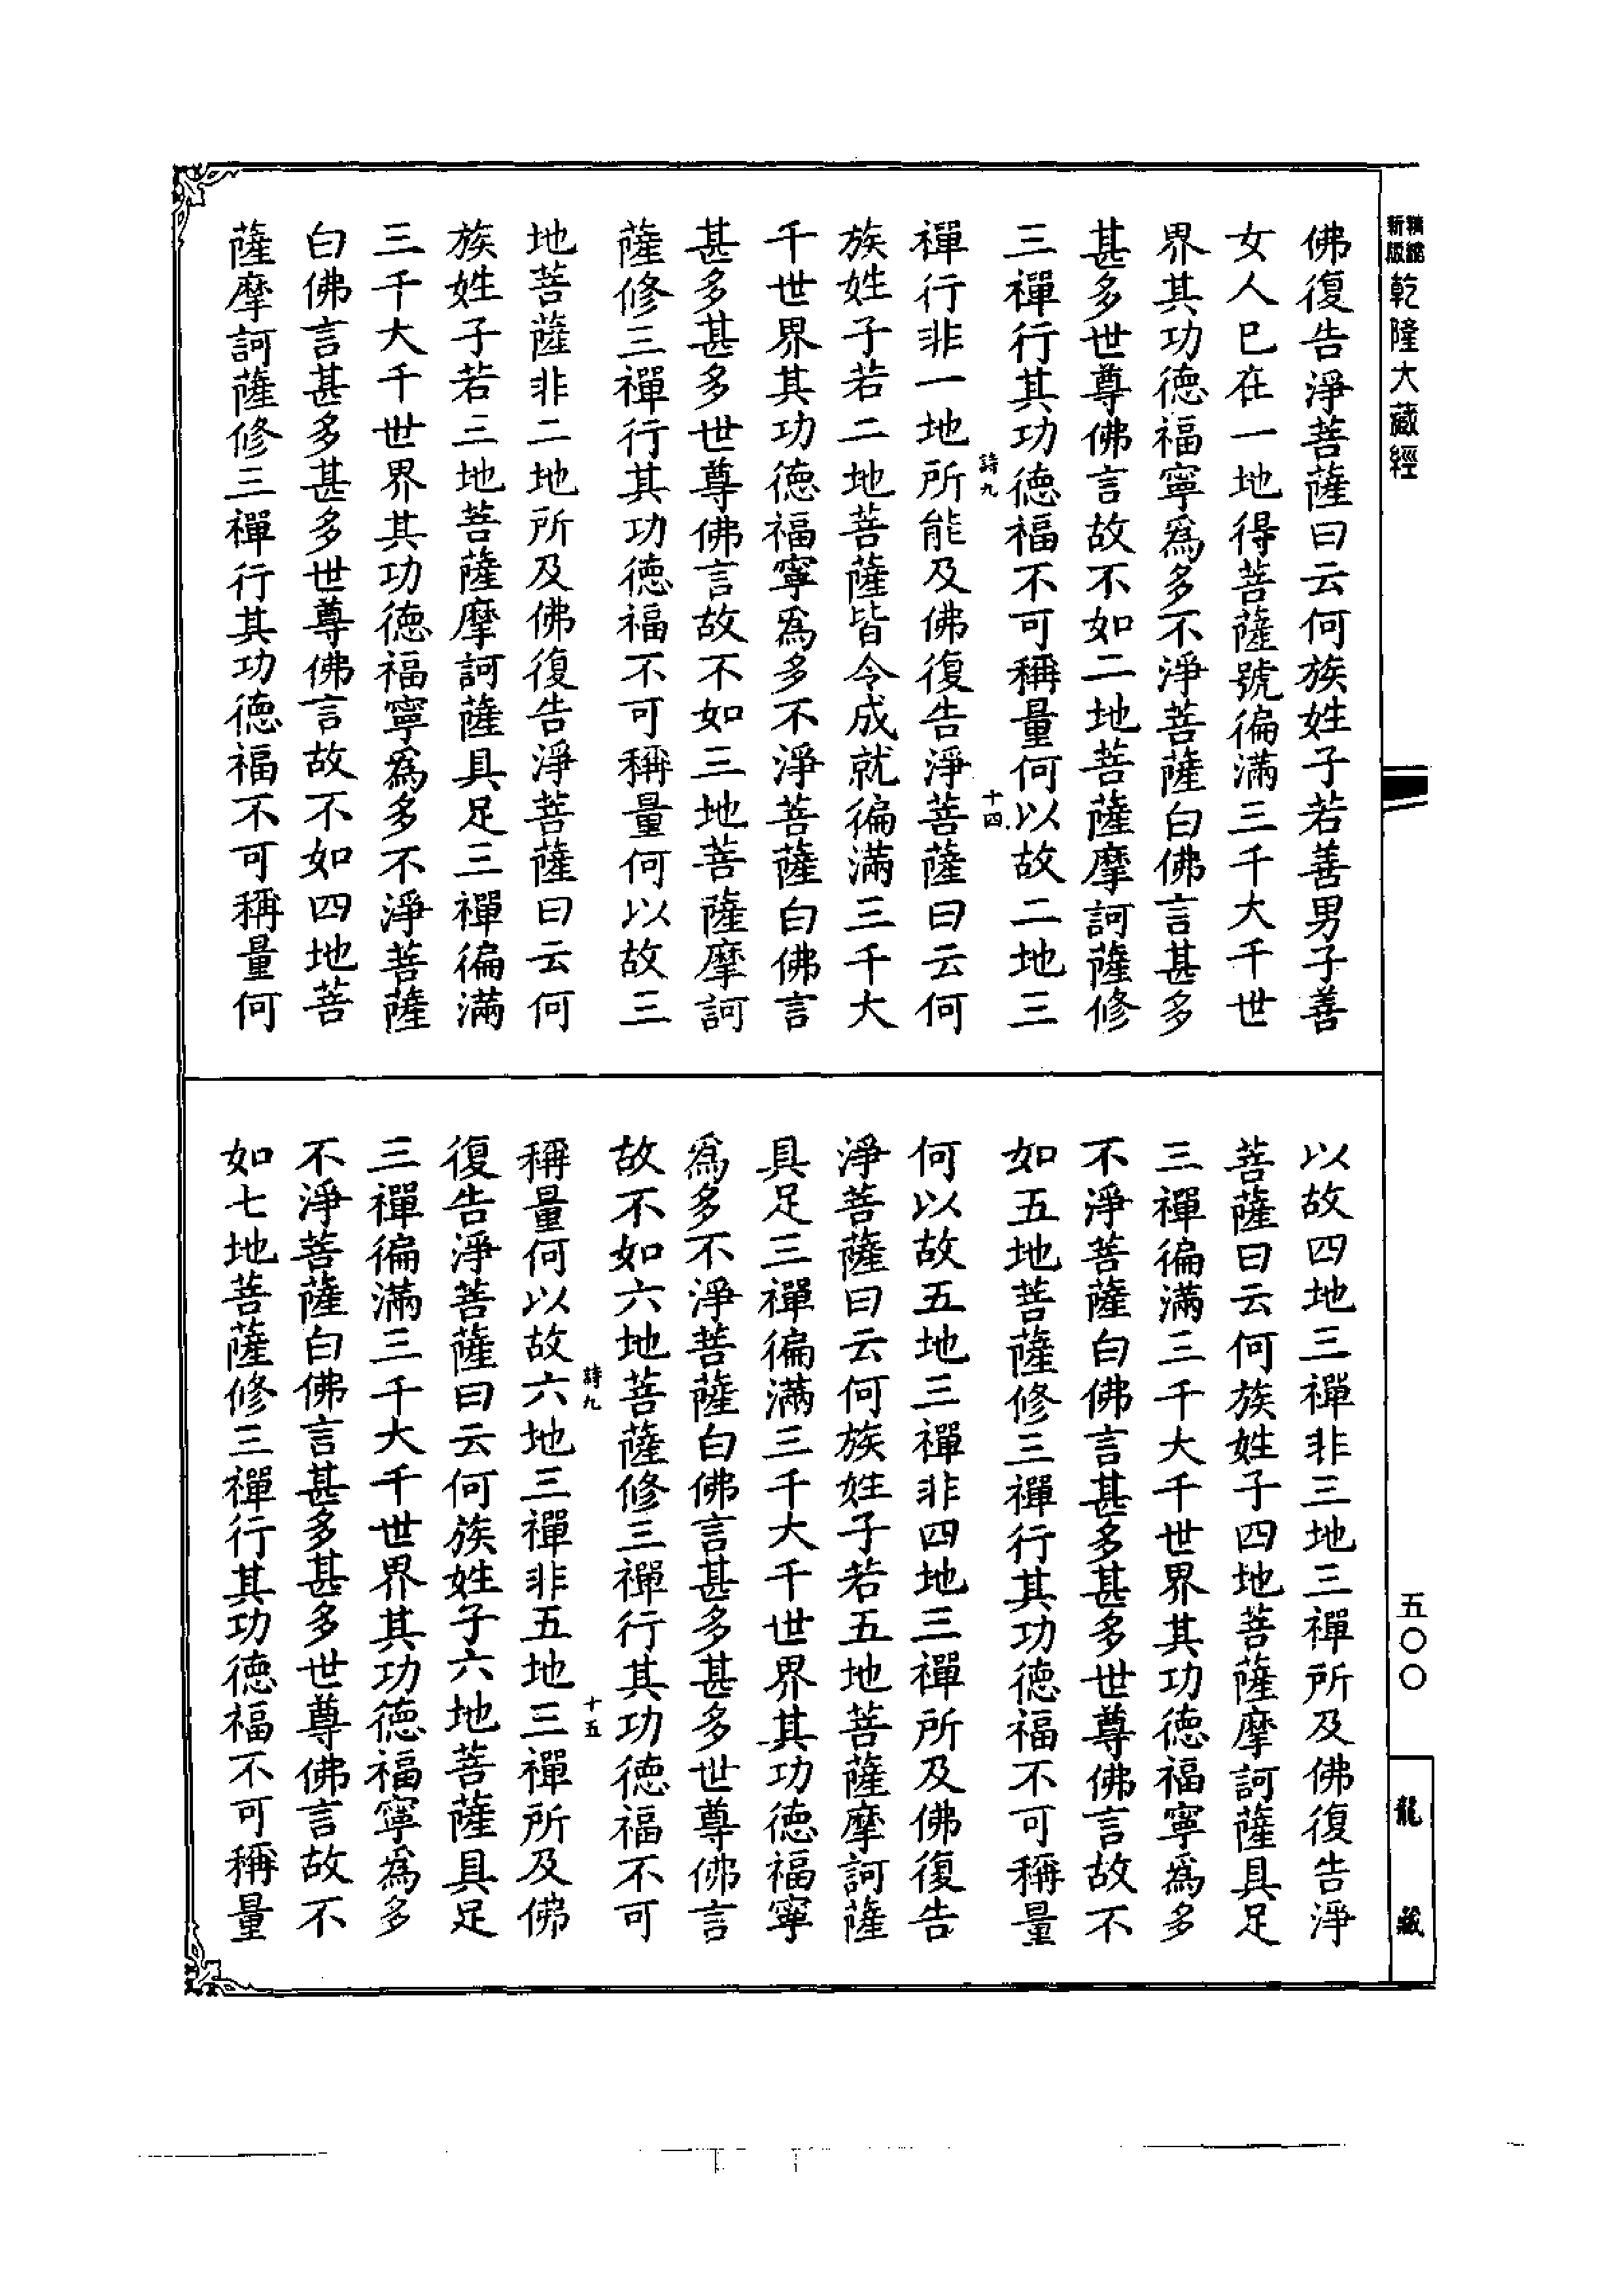 精縮新版乾隆大藏經
佛復告淨菩薩曰云何族姓子若善男子善
女人已在一地得菩薩號徧滿三千大千世
界其功德福寧爲多不淨菩薩白佛言甚多
甚多世尊佛言故不如二地菩薩摩訶薩修
三禪行其功德福不可稱量何以故二地三
詩九
十四
禪行非一地所能及佛復告淨菩薩曰云何
族姓子若二地菩薩皆令成就徧滿三千大
千世界其功德福寧爲多不淨菩薩白佛言
甚多甚多世尊佛言故不如三地菩薩摩訶
薩修三禪行其功德福不可稱量何以故三
地菩薩非二地所及佛復告淨菩薩曰云何
族姓子若三地菩薩摩訶薩具足三禪徧滿
三千大千世界其功德福寧爲多不淨菩薩
白佛言甚多甚多世尊佛言故不如四地菩
薩摩訶薩修三禪行其功德福不可稱量何
以故四地三禪非三地三禪所及佛復告淨
菩薩曰云何族姓子四地菩薩摩訶薩具足
三禪徧滿三千大千世界其功德福寧爲多
不淨菩薩白佛言甚多甚多世尊佛言故不
如五地菩薩修三禪行其功德福不可稱量
何以故五地三禪非四地三禪所及佛復告
淨菩薩曰云何族姓子若五地菩薩摩訶薩
具足三禪徧滿三千大千世界其功德福寧
爲多不淨菩薩白佛言甚多甚多世尊佛言
故不如六地菩薩修三禪行其功德福不可
詩九
十五
稱量何以故六地三禪非五地三禪所及佛
復告淨菩薩曰云何族姓子六地菩薩具足
三禪徧滿三千大千世界其功德福寧爲多
不淨菩薩白佛言甚多甚多世尊佛言故不
如七地菩薩修三禪行其功德福不可稱量
五〇〇
龍藏